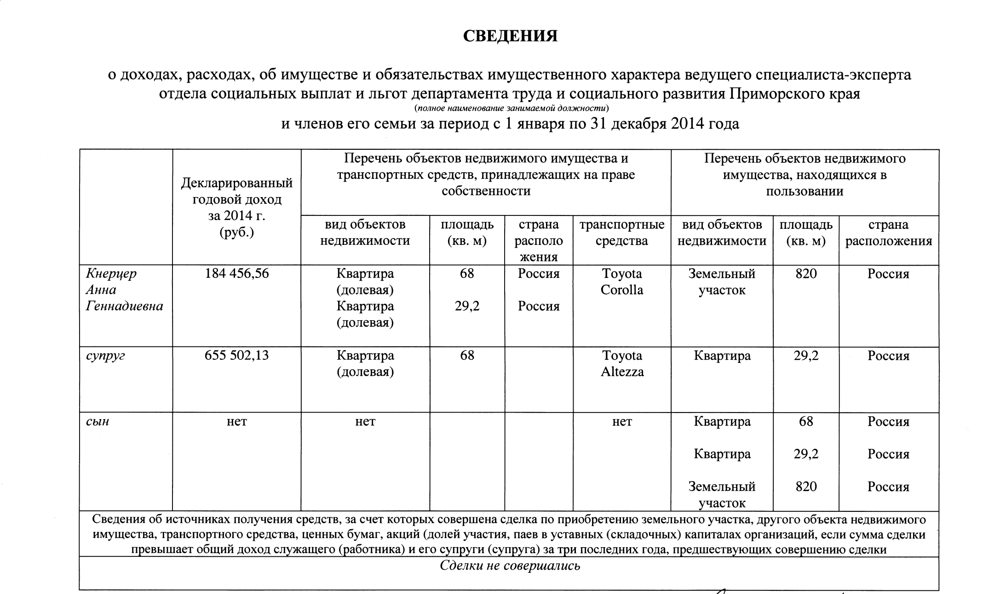 СВЕДЕНИЯ
о доходах, расходах, об имуществе и обязательствах имущественного характера ведущего специалиста-эксперта
отдела социальных выплат и льгот департамента труда и социального развития Приморского края
(полное наименование занимаемой должности)
и членов его семьи за период с 1 января по 31 декабря 2014 года
Декларированный
годовой доход
за 2014 г.
(руб.)
Перечень объектов недвижимого имущества и
транспортных средств, принадлежащих на праве
собственности
Перечень объектов недвижимого
имущества, находящихся в
пользовании
вид объектов
недвижимости
площадь
(кв. м)
страна
располо
жения
транспортные
средства
вид объектов
недвижимости
площадь
(кв. м)
страна
расположения
Кнерцер
Анна
Геннадиевна
184 456,56
Квартира
(долевая)
Квартира
(долевая)
68
29,2
Россия
Россия
Toyota
Corolla
Земельный
участок
820
Россия
супруг
655 502,13
Квартира
(долевая)
68
Toyota
Altezza
Квартира
29,2
Россия
сын
нет
нет
нет
Квартира
68
Россия
Квартира
29,2
Россия
Земельный
участок
820
Россия
Сведения об источниках получения средств, за счет которых совершена сделка по приобретению земельного участка, другого объекта недвижимого
имущества, транспортного средства, ценных бумаг, акций (долей участия, паев в уставных (складочных) капиталах организаций, если сумма сделки
превышает общий доход служащего (работника) и его супруги (супруга) за три последних года, предшествующих совершению сделки
Сделки не совершались